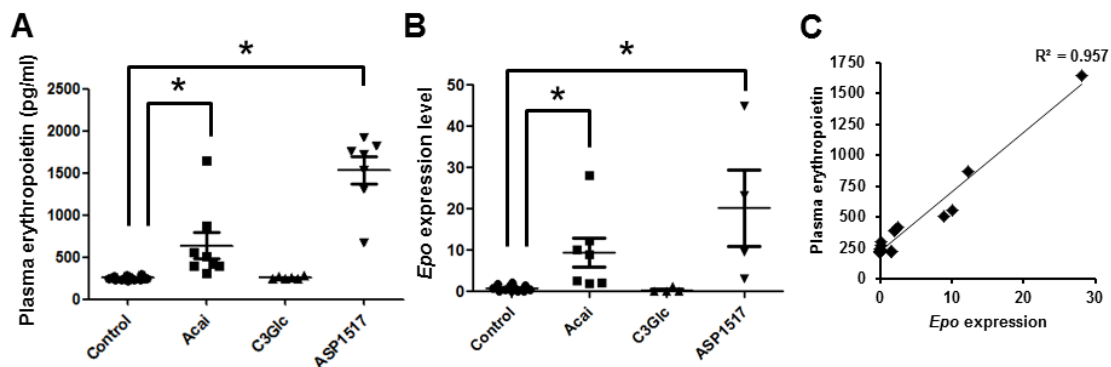 A
Plasma erythropoietin (pg/ml)
2500
2000
1500
1000
500
0
*
*
Control
Acai
C3Glc
ASP1517
B
Epo expression level
50
40
30
20
10
0
*
*
Control
Acai
C3Glc
ASP1517
C
R² = 0.957
Plasma erythropoietin
1750
1500
1250
1000
750
500
250
0
0
10
20
30
Epo expression